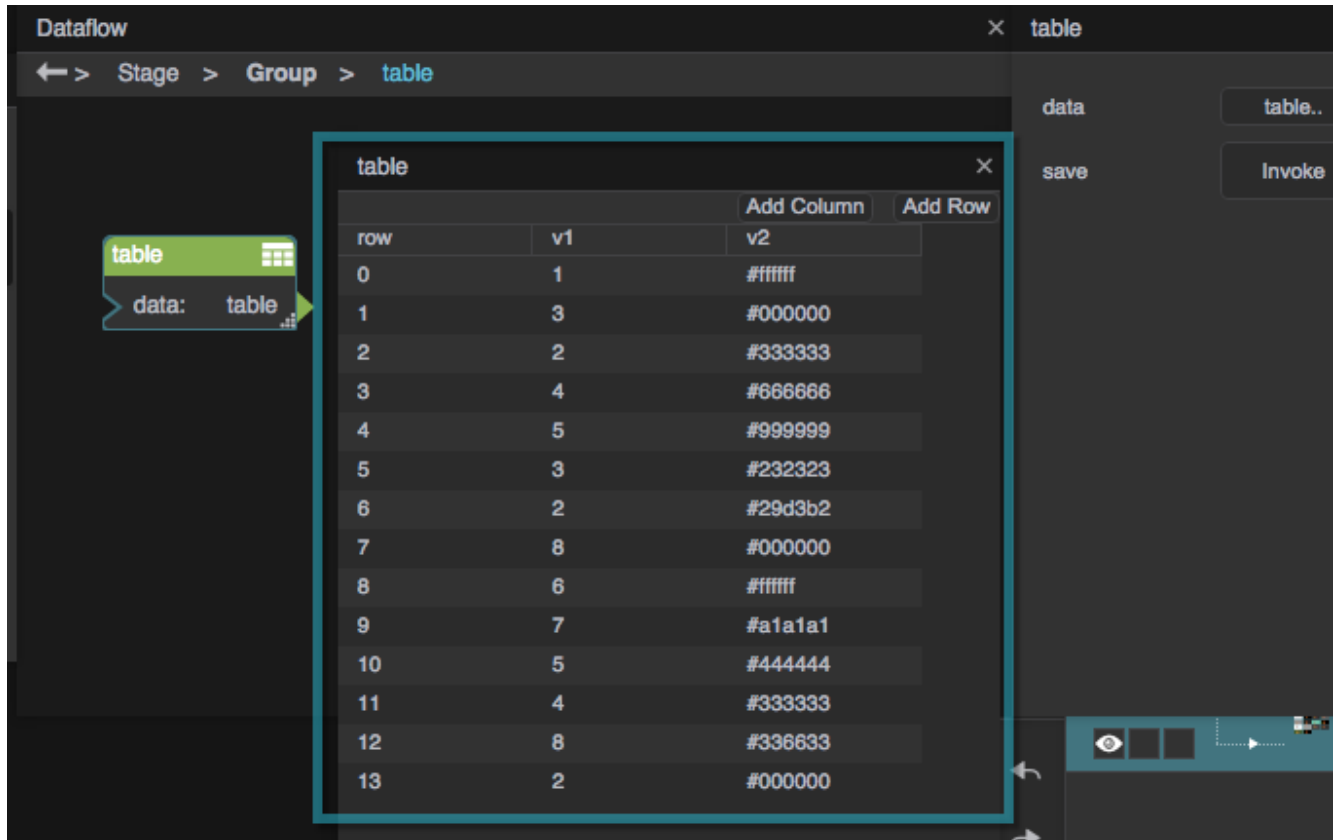 Dataflow × table
← > Stage > Group > table
data table..
table ×
save Invoke
Add Column Add Row
row v1 v2
table
0 1 #ffffff
data: table
1 3 #000000
2 2 #333333
3 4 #666666
4 5 #999999
5 3 #232323
6 2 #29d3b2
7 8 #000000
8 6 #ffffff
9 7 #a1a1a1
10 5 #444444
11 4 #333333
12 8 #336633
13 2 #000000